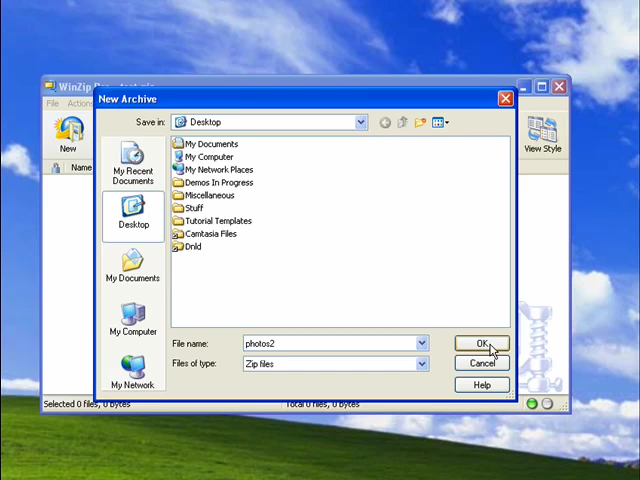 WinZip Pro - test.zip
New Archive
File Actions
Save in: Desktop
New
View Style
Name
My Recent
Documents
Desktop
My Documents
My Computer
My Network
My Documents
My Computer
My Network Places
Demos In Progress
Miscellaneous
Stuff
Tutorial Templates
Camtasia Files
Dnld
File name: photos2 OK
Files of type: Zip files Cancel
Help
Selected 0 files, 0 bytes Total 0 files, 0 bytes